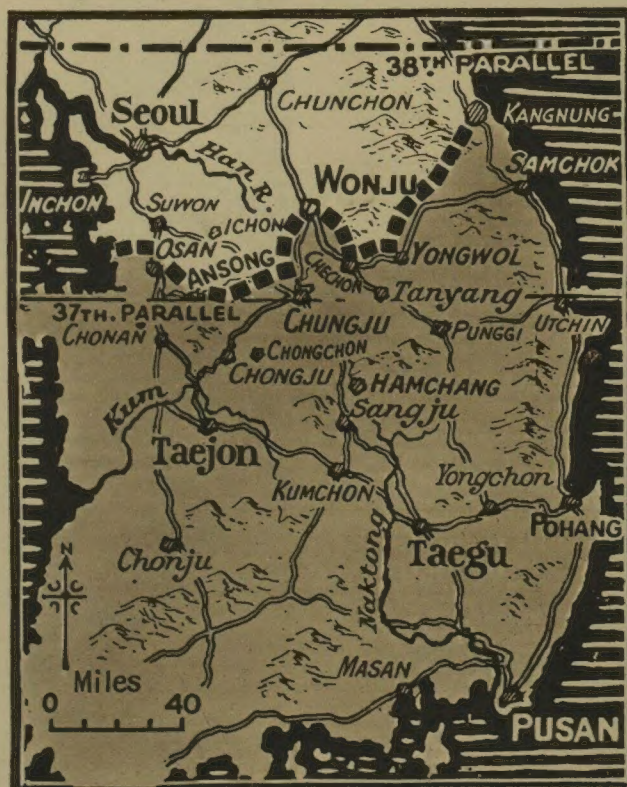 38TH PARALLEL
CHUNCHON
KANGNUNG
Seoul
Han R.
SAMCHOK
WONJU
INCHON
SUWON
ICHON
OSAN
ANSONG
CHECHON
YONGWOL
Tanyang
37TH. PARALLEL
CHUNGJU
PUNGGI
UTCHIN
CHONAN
CHONGCHON
CHONGJU
HAMCHANG
Kum
Sangju
Taejon
KUMCHON
Yongchon
POHANG
Taegu
Chonju
Naktong
N
MASAN
Miles
0 40
PUSAN